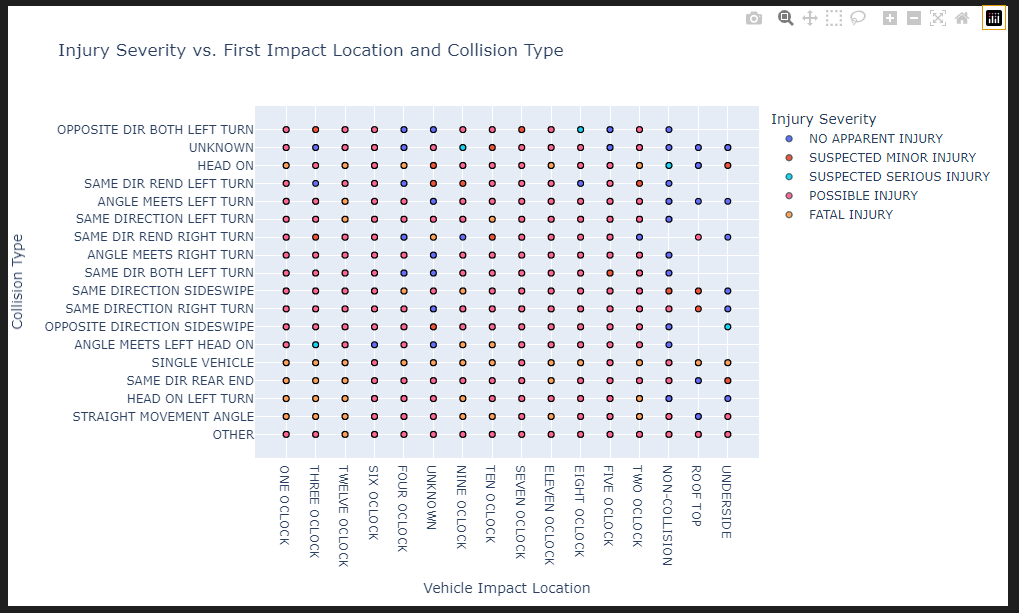 Injury Severity vs. First Impact Location and Collision Type
Injury Severity
NO APPARENT INJURY
SUSPECTED MINOR INJURY
SUSPECTED SERIOUS INJURY
POSSIBLE INJURY
FATAL INJURY
Collision Type
OPPOSITE DIR BOTH LEFT TURN
UNKNOWN
HEAD ON
SAME DIR REND LEFT TURN
ANGLE MEETS LEFT TURN
SAME DIRECTION LEFT TURN
SAME DIR REND RIGHT TURN
ANGLE MEETS RIGHT TURN
SAME DIR BOTH LEFT TURN
SAME DIRECTION SIDESWIPE
SAME DIRECTION RIGHT TURN
OPPOSITE DIRECTION SIDESWIPE
ANGLE MEETS LEFT HEAD ON
SINGLE VEHICLE
SAME DIR REAR END
HEAD ON LEFT TURN
STRAIGHT MOVEMENT ANGLE
OTHER
ONE OCLOCK
THREE OCLOCK
TWELVE OCLOCK
SIX OCLOCK
FOUR OCLOCK
UNKNOWN
NINE OCLOCK
TEN OCLOCK
SEVEN OCLOCK
ELEVEN OCLOCK
EIGHT OCLOCK
FIVE OCLOCK
TWO OCLOCK
NON-COLLISION
ROOF TOP
UNDERSIDE
Vehicle Impact Location